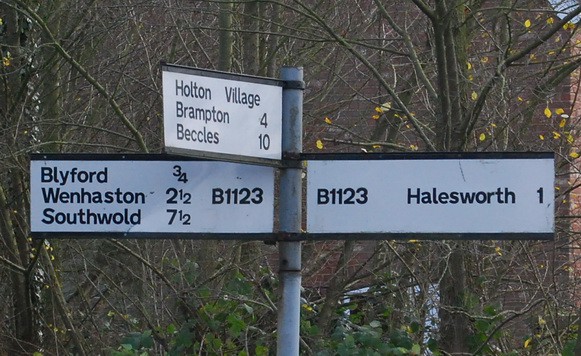 Holton Village
Brampton 4
Beccles 10
Blyford ¾
Wenhaston 2½ B1123
Southwold 7½
B1123 Halesworth 1